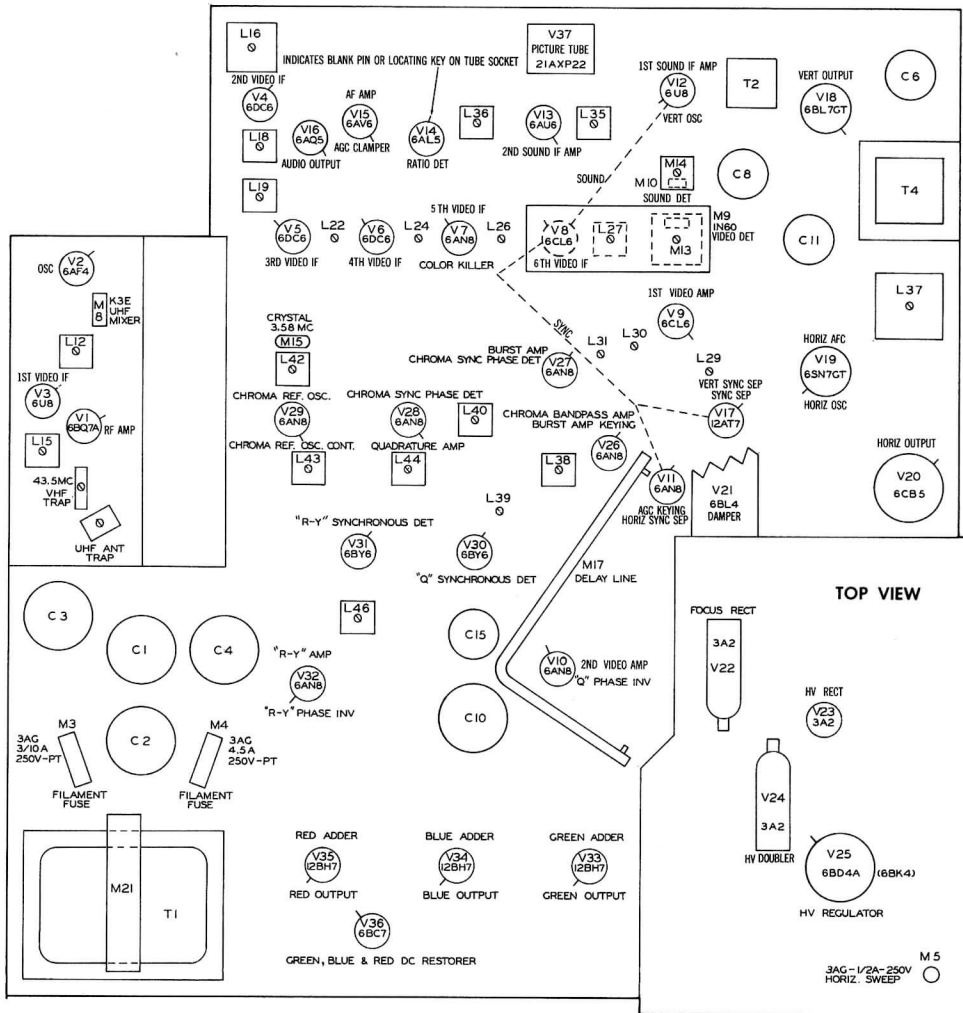 L16
2ND VIDEO IF
V4
6DC6
L18
L19
INDICATES BLANK PIN OR LOCATING KEY ON TUBE SOCKET
V16
6AQ5
AUDIO OUTPUT
AF AMP
V15
6AV6
AGC CLAMPER
V14
6AL5
RATIO DET
L36
V37
PICTURE TUBE
21AXP22
V13
6AU6
2ND SOUND IF AMP
L35
1ST SOUND IF AMP
V12
6U8
VERT OSC
T2
VERT OUTPUT
V18
6BL7GT
C6
SOUND
M14
M10
SOUND DET
C8
T4
V5
6DC6
3RD VIDEO IF
L22
V6
6DC6
4TH VIDEO IF
L24
5TH VIDEO IF
V7
6AN8
COLOR KILLER
L26
V8
6CL6
6TH VIDEO IF
L27
M9
IN60
VIDEO DET
M13
C11
L37
OSC
V2
6AF4
M
8
K3E
UHF
MIXER
L12
1ST VIDEO IF
V3
6U8
V1
6BQ7A
RF AMP
L15
43.5MC
VHF
TRAP
UHF ANT
TRAP
CRYSTAL
3.58 MC
M15
L42
CHROMA REF. OSC.
V29
6AN8
CHROMA REF. OSC. CONT.
L43
CHROMA SYNC PHASE DET
V28
6AN8
QUADRATURE AMP
L44
L40
SYNC
BURST AMP
CHROMA SYNC PHASE DET
V27
6AN8
L31
L30
1ST VIDEO AMP
V9
6CL6
L29
VERT SYNC SEP
SYNC SEP
V17
12AT7
HORIZ AFC
V19
6SN7GT
HORIZ OSC
CHROMA BANDPASS AMP
BURST AMP KEYING
V26
6AN8
L38
V11
6AN8
AGC KEYING
HORIZ SYNC SEP
V21
6BL4
DAMPER
HORIZ OUTPUT
V20
6CB5
L39
"R-Y" SYNCHRONOUS DET
V31
6BY6
V30
6BY6
"Q" SYNCHRONOUS DET
M17
DELAY LINE
TOP VIEW
C3
C1
C4
L46
C15
"R-Y" AMP
V32
6AN8
"R-Y" PHASE INV
V10
6AN8
2ND VIDEO AMP
"Q" PHASE INV
C10
FOCUS RECT
3A2
V22
HV RECT
V23
3A2
C2
M3
3AG
3/10 A
250V-PT
FILAMENT
FUSE
M4
3AG
4.5 A
250V-PT
FILAMENT
FUSE
V24
3A2
HV DOUBLER
V25
6BD4A
(6BK4)
HV REGULATOR
M21
T1
RED ADDER
V35
12BH7
RED OUTPUT
BLUE ADDER
V34
12BH7
BLUE OUTPUT
GREEN ADDER
V33
12BH7
GREEN OUTPUT
V36
6BC7
GREEN, BLUE & RED DC RESTORER
M5
3AG-1/2A-250V
HORIZ. SWEEP